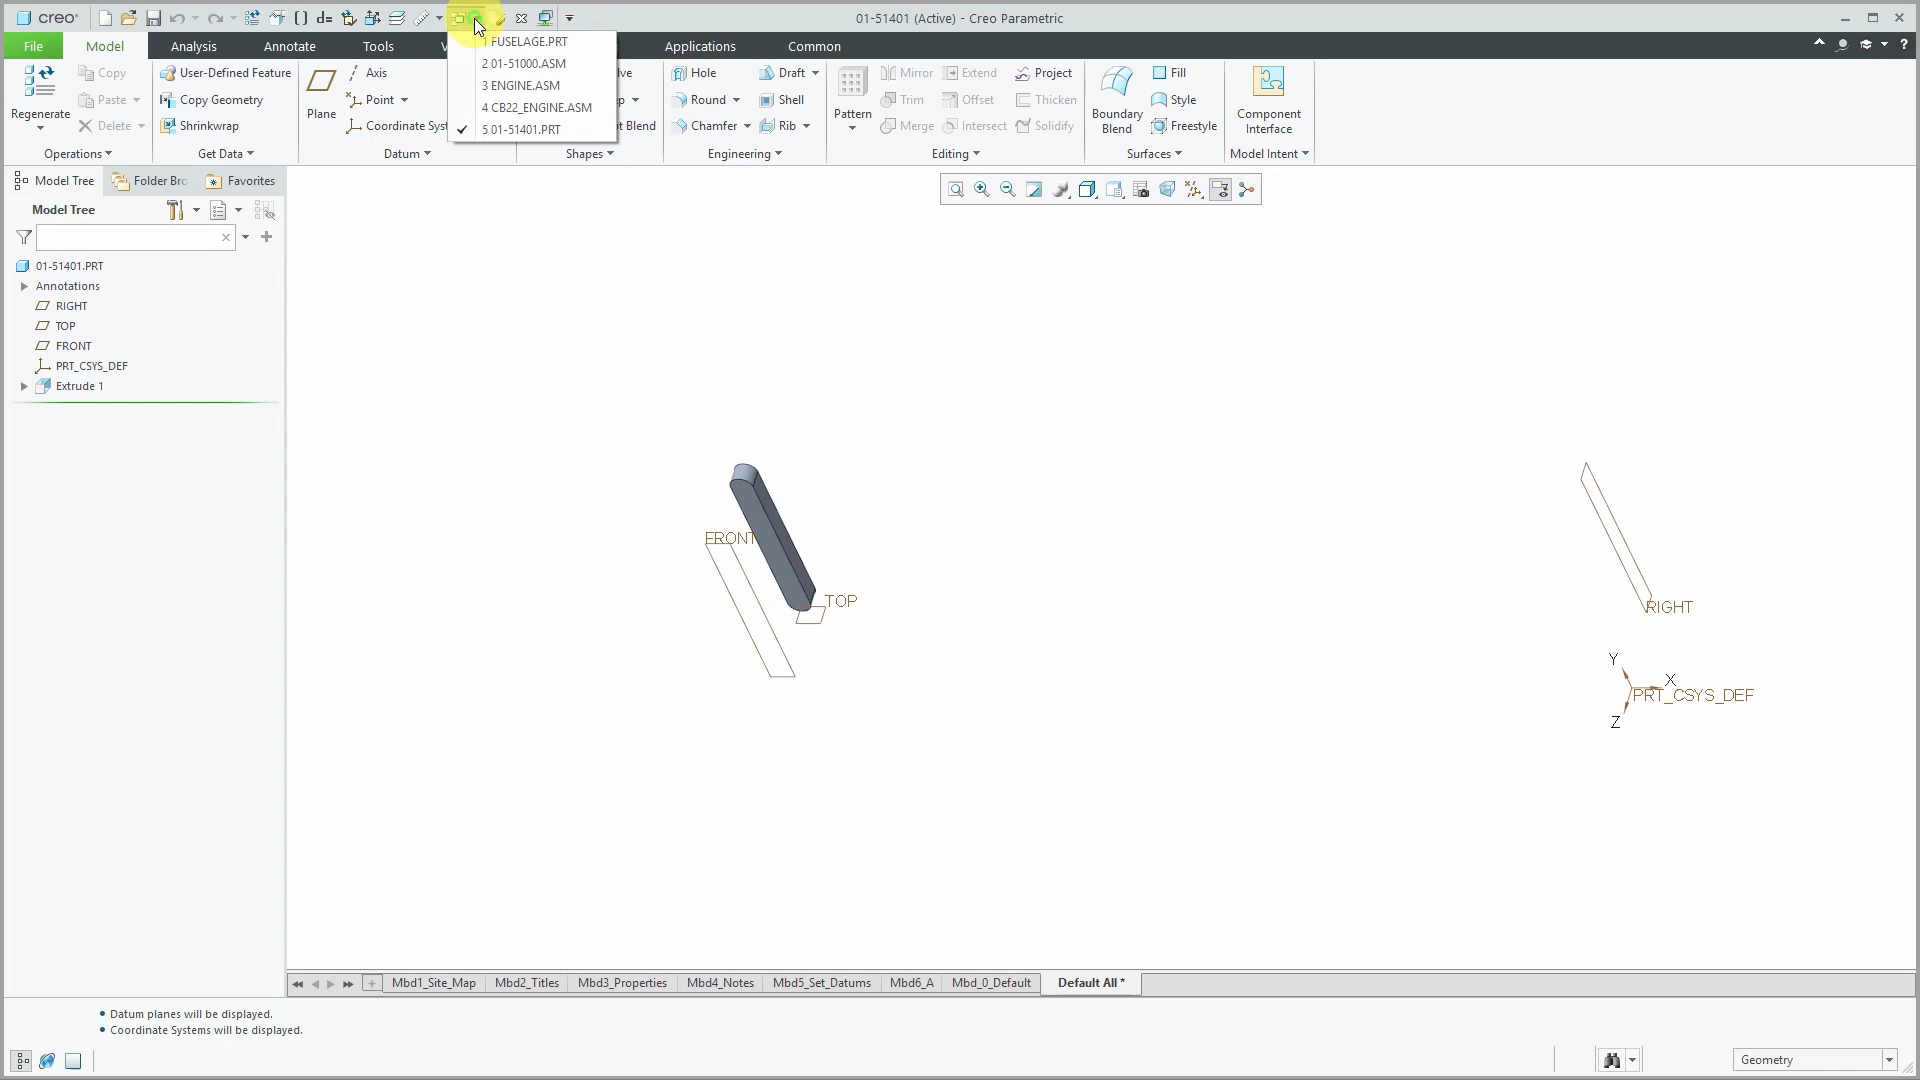 creo
01-51401 (Active) - Creo Parametric
File
Model
Analysis
Annotate
Tools
Applications
Common
1 FUSELAGE.PRT
2 01-51000.ASM
3 ENGINE.ASM
4 CB22_ENGINE.ASM
5 01-51401.PRT
Regenerate
Copy
Paste
Delete
Operations
User-Defined Feature
Copy Geometry
Shrinkwrap
Get Data
Plane
Axis
Point
Coordinate Syst
Datum
Blend
Shapes
Hole
Round
Chamfer
Draft
Shell
Rib
Engineering
Pattern
Mirror
Trim
Merge
Extend
Offset
Intersect
Project
Thicken
Solidify
Editing
Boundary
Blend
Fill
Style
Freestyle
Surfaces
Component
Interface
Model Intent
Model Tree
Folder Bro
Favorites
Model Tree
01-51401.PRT
Annotations
RIGHT
TOP
FRONT
PRT_CSYS_DEF
Extrude 1
FRONT
TOP
RIGHT
Y
X
PRT_CSYS_DEF
Z
Mbd1_Site_Map
Mbd2_Titles
Mbd3_Properties
Mbd4_Notes
Mbd5_Set_Datums
Mbd6_A
Mbd_0_Default
Default All *
• Datum planes will be displayed.
• Coordinate Systems will be displayed.
Geometry